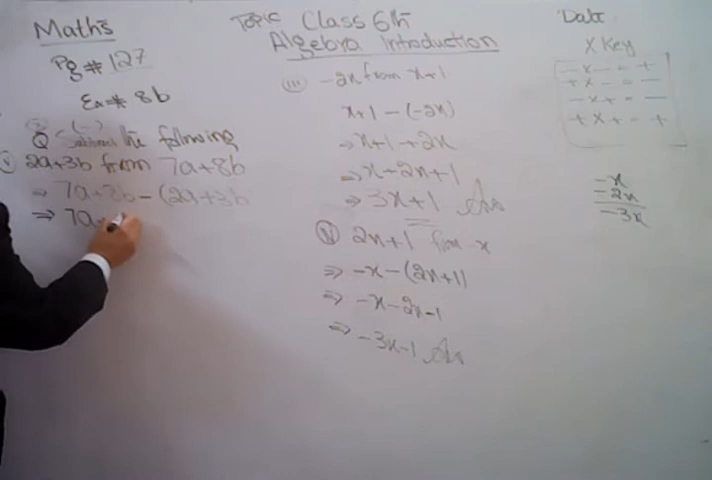 Maths
Pg # 127
Ex # 8b
Q- (-) Subtract the following
(v) 2a+3b from 7a+8b
⇒ 7a+8b-(2a+3b
⇒ 7a+
Topic Class 6th
Algebra Introduction
(iii) -2x from x+1
x+1-(-2x)
⇒ x+1+2x
⇒ x+2x+1
⇒ 3x+1 Ans
(iv) 2x+1 from -x
⇒ -x-(2x+1)
⇒ -x-2x-1
⇒ -3x-1 Ans
Date
X Key
- x - = +
+ x - = -
- x + = -
+ x + = +
-x
-2x
-3x